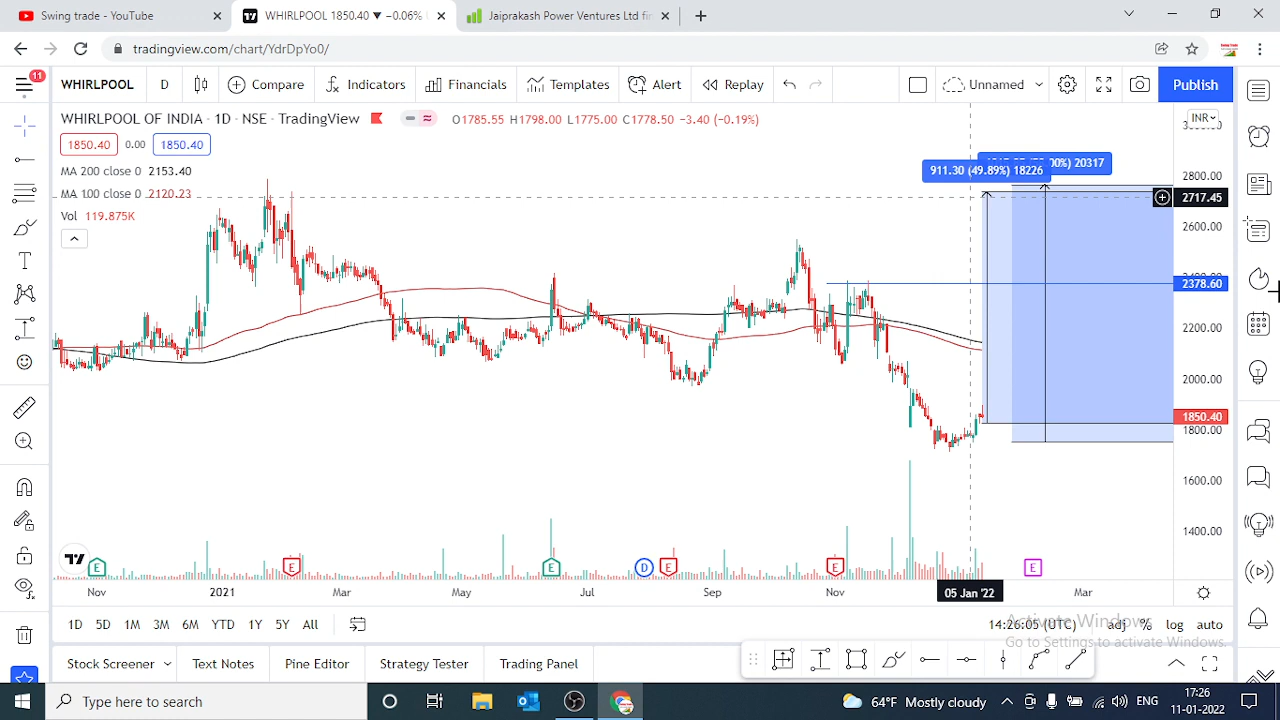 Swing trade - YouTube
WHIRLPOOL 1850.40 ▼ −0.06%
Jaiprakash Power Ventures Ltd fir
tradingview.com/chart/YdrDpYo0/
11
WHIRLPOOL D Compare Indicators Financials Templates Alert Replay Unnamed Publish
WHIRLPOOL OF INDIA · 1D · NSE · TradingView O1785.55 H1798.00 L1775.00 C1778.50 −3.40 (−0.19%) INR
1850.40 0.00 1850.40
MA 200 close 0 2153.40
MA 100 close 0 2120.23
Vol 119.875K
911.30 (49.89%) 18226
20317
2800.00
2717.45
2600.00
2378.60
2200.00
2000.00
1850.40
1800.00
1600.00
1400.00
E E E D E E E
Nov 2021 Mar May Jul Sep Nov 05 Jan '22 Mar
1D 5D 1M 3M 6M YTD 1Y 5Y All 14:26:05 (UTC) adj % log auto
Activate Windows
Go to Settings to activate Windows.
Stock Screener Text Notes Pine Editor Strategy Tester Trading Panel
Type here to search 64°F Mostly cloudy ENG 17:26
11-01-2022